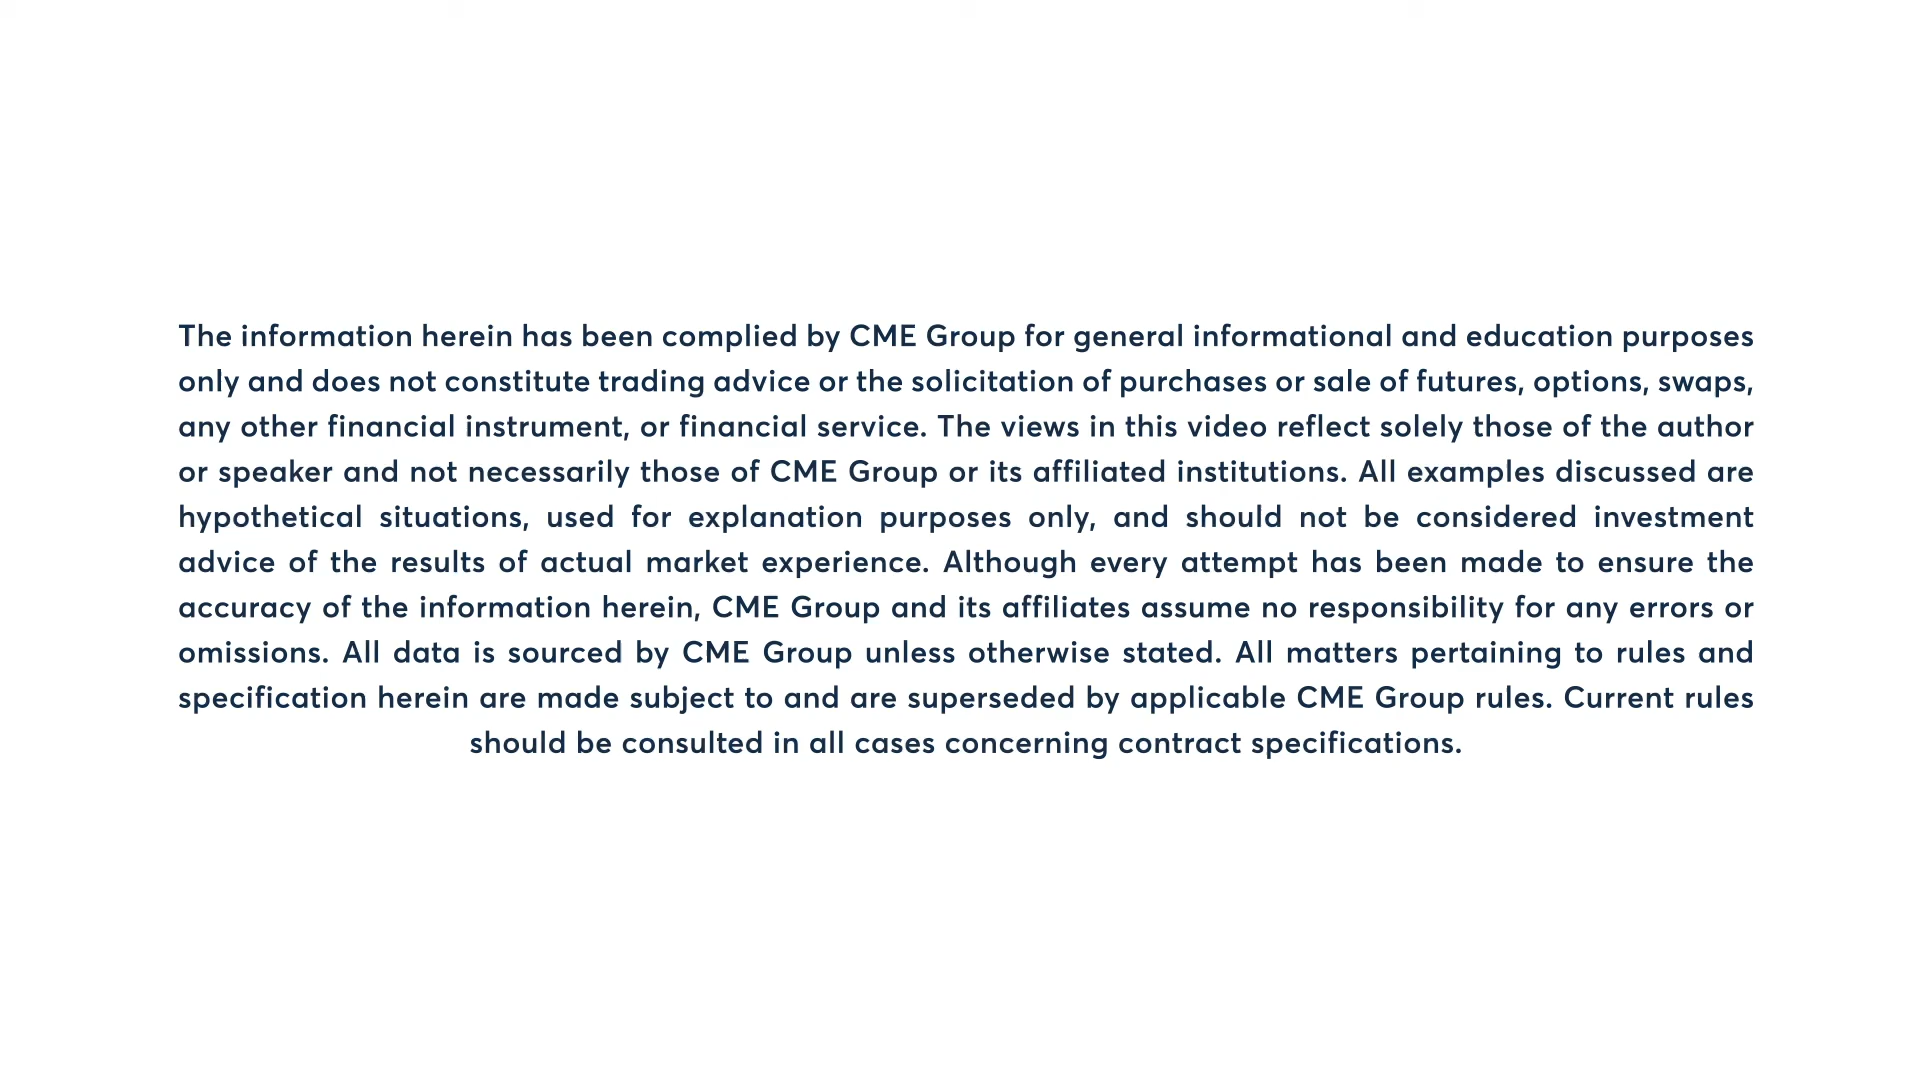 The information herein has been complied by CME Group for general informational and education purposes
only and does not constitute trading advice or the solicitation of purchases or sale of futures, options, swaps,
any other financial instrument, or financial service. The views in this video reflect solely those of the author
or speaker and not necessarily those of CME Group or its affiliated institutions. All examples discussed are
hypothetical situations, used for explanation purposes only, and should not be considered investment
advice of the results of actual market experience. Although every attempt has been made to ensure the
accuracy of the information herein, CME Group and its affiliates assume no responsibility for any errors or
omissions. All data is sourced by CME Group unless otherwise stated. All matters pertaining to rules and
specification herein are made subject to and are superseded by applicable CME Group rules. Current rules
should be consulted in all cases concerning contract specifications.